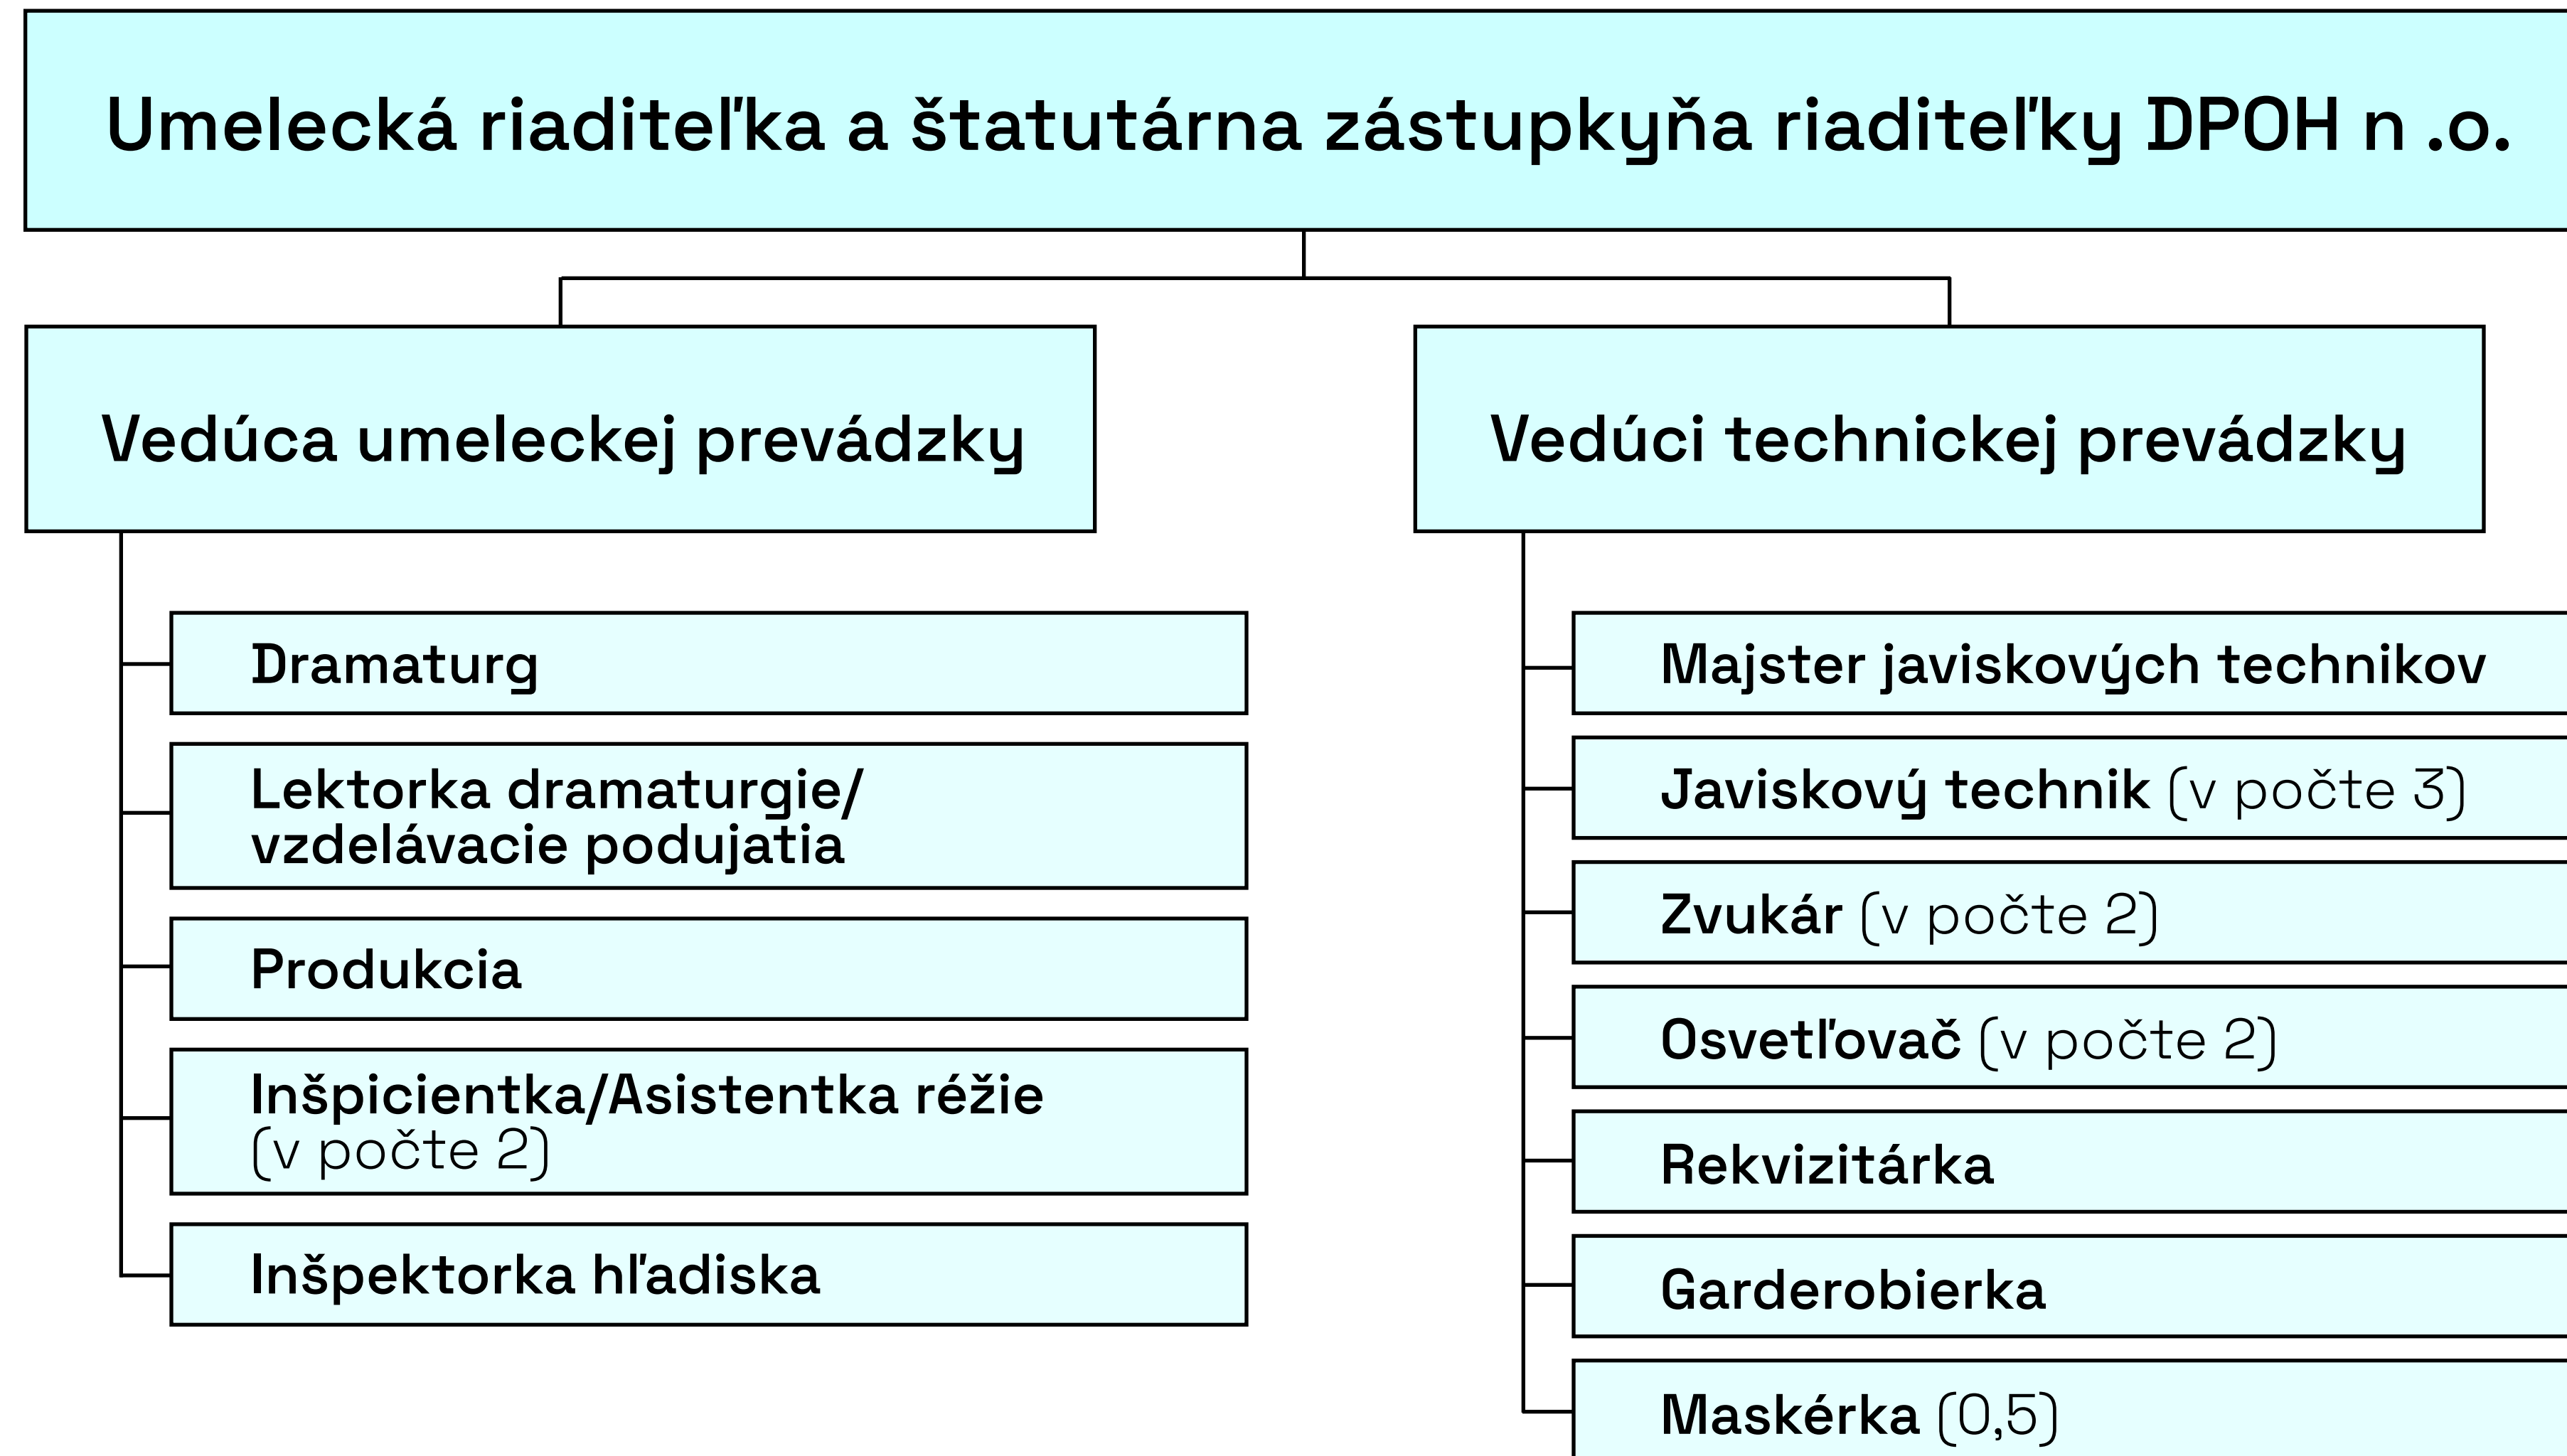 Umelecká riaditeľka a štatutárna zástupkyňa riaditeľky DPOH n .o.
Vedúca umeleckej prevádzky
Dramaturg
Lektorka dramaturgie/
vzdelávacie podujatia
Produkcia
Inšpicientka/Asistentka réžie
(v počte 2)
Inšpektorka hľadiska
Vedúci technickej prevádzky
Majster javiskových technikov
Javiskový technik (v počte 3)
Zvukár (v počte 2)
Osvetľovač (v počte 2)
Rekvizitárka
Garderobierka
Maskérka (0,5)